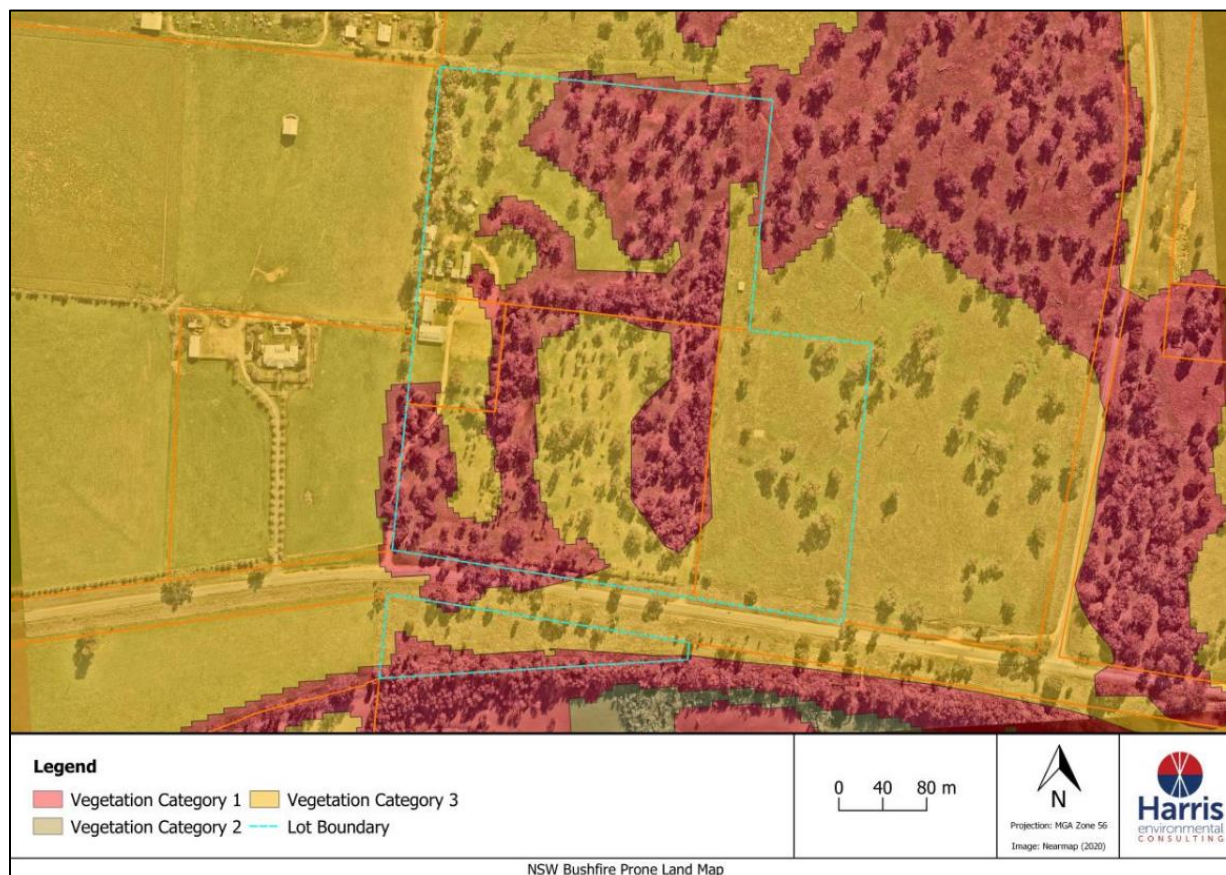 Legend
Vegetation Category 1
Vegetation Category 3
Vegetation Category 2
Lot Boundary
0 40 80 m
N
Projection: MGA Zone 56
Image: Nearmap (2020)
Harris
environmental
CONSULTING
NSW Bushfire Prone Land Map